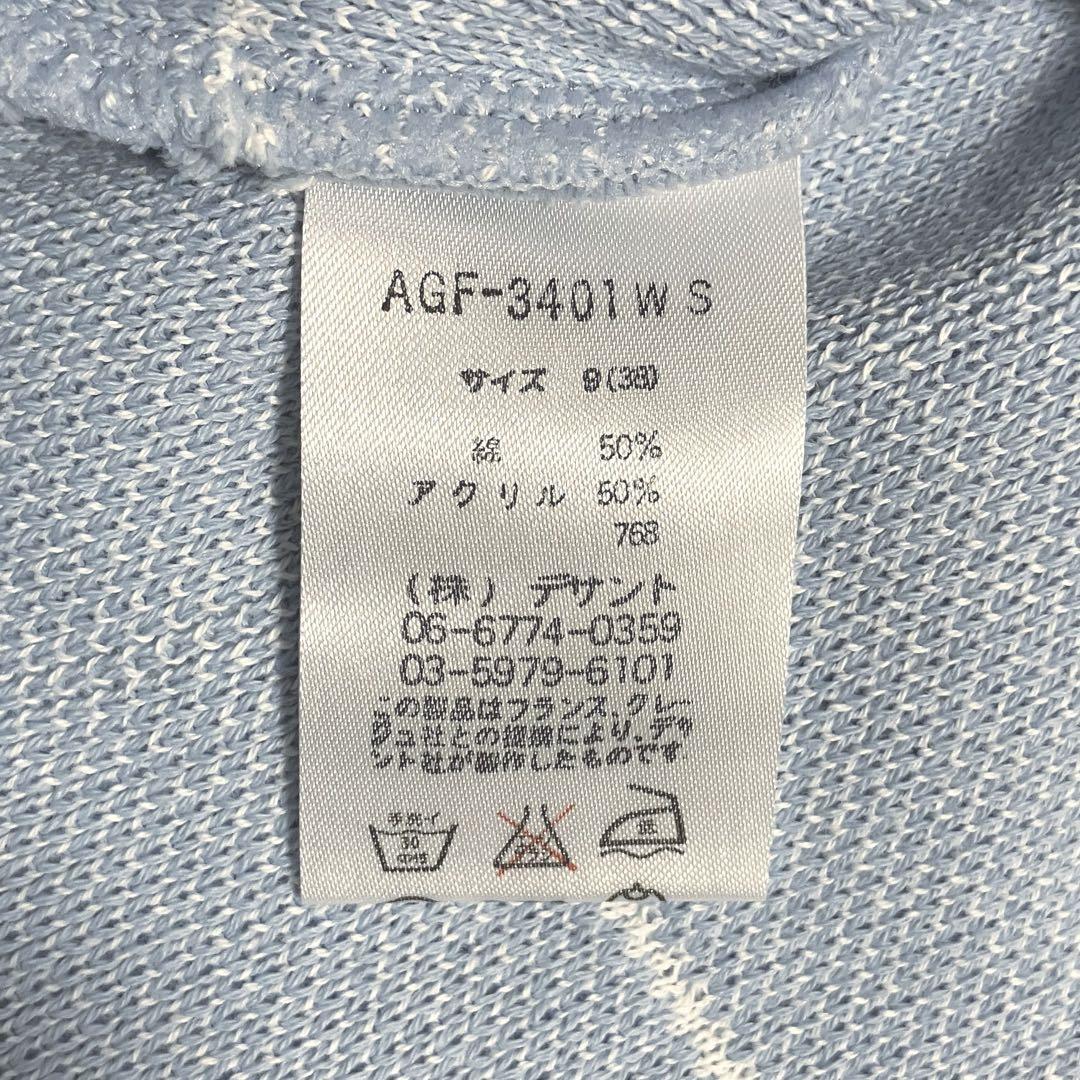 AGF-3401WS
サイズ 9(38)
綿 50%
アクリル 50%
768
(株) デサント
06-6774-0359
03-5979-6101
この製品はフランス、クレー
ジュ社との提携により、デサ
ント社が製作したものです
30